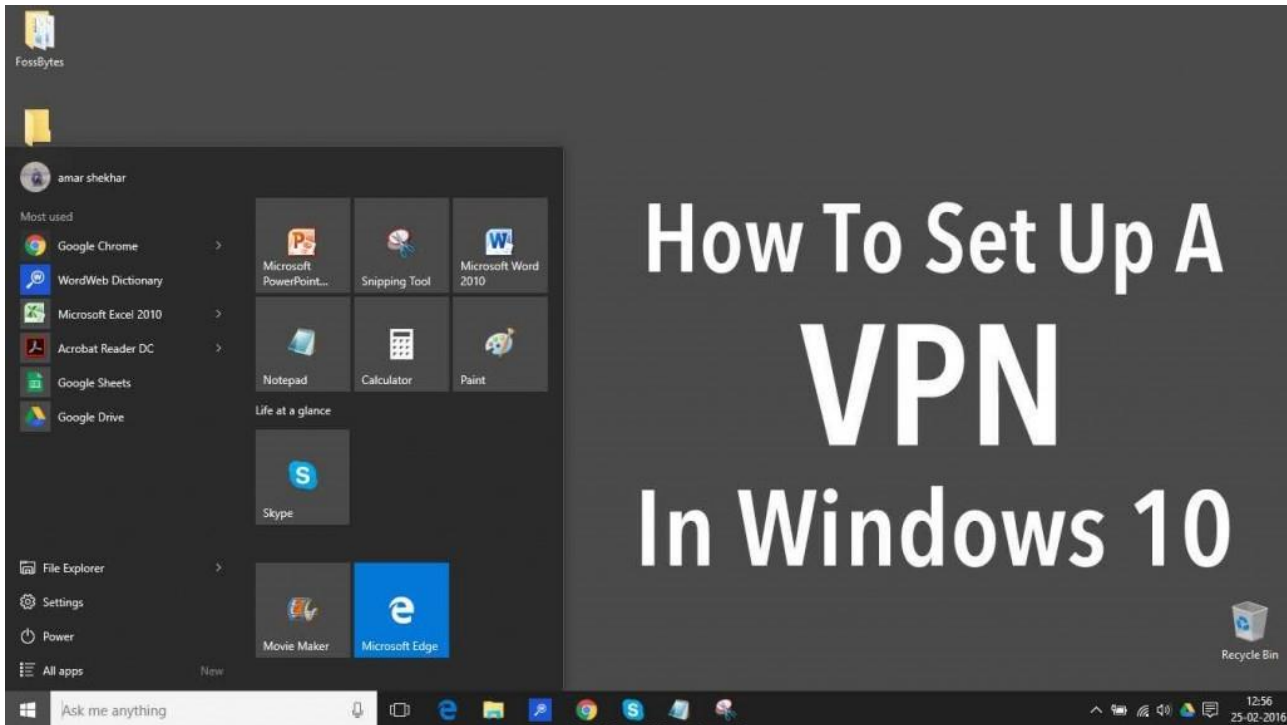 FossBytes
amar shekhar
Most used
Google Chrome
WordWeb Dictionary
Microsoft Excel 2010
Acrobat Reader DC
Google Sheets
Google Drive
File Explorer
Settings
Power
All apps
New
Microsoft
PowerPoint...
Snipping Tool
Microsoft Word
2010
Notepad
Calculator
Paint
Life at a glance
Skype
Movie Maker
Microsoft Edge
How To Set Up A
VPN
In Windows 10
Recycle Bin
Ask me anything
12:56
25-02-2016